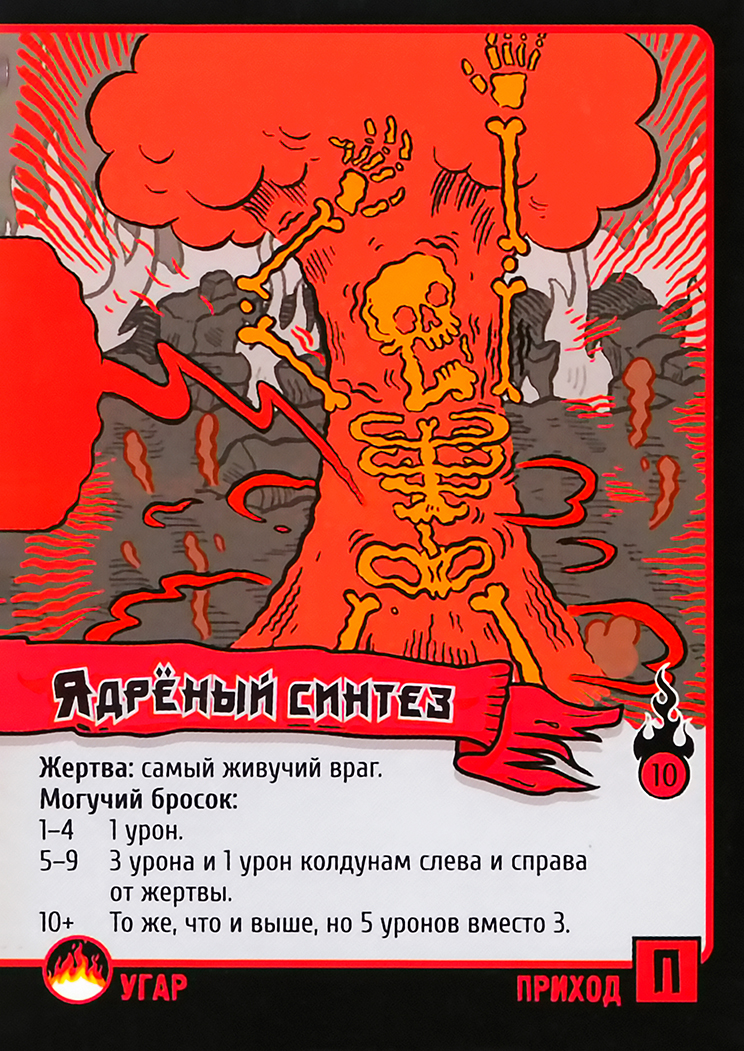 Ядрёный синтез
10
Жертва: самый живучий враг.
Могучий бросок:
1–4 1 урон.
5–9 3 урона и 1 урон колдунам слева и справа
от жертвы.
10+ То же, что и выше, но 5 уронов вместо 3.
УГАР
ПРИХОД П